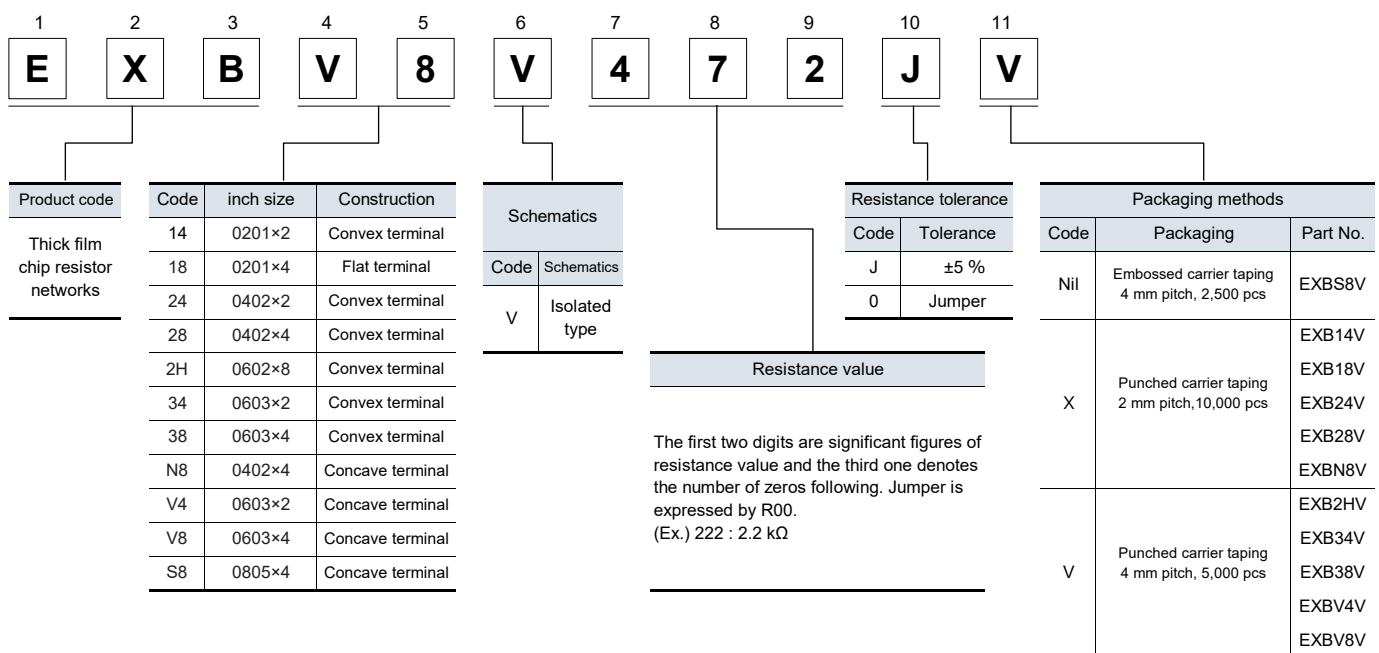 1 2 3 4 5 6 7 8 9 10 11
E X B V 8 V 4 7 2 J V
Product code
Thick film
chip resistor
networks
Code inch size Construction
14 0201×2 Convex terminal
18 0201×4 Flat terminal
24 0402×2 Convex terminal
28 0402×4 Convex terminal
2H 0602×8 Convex terminal
34 0603×2 Convex terminal
38 0603×4 Convex terminal
N8 0402×4 Concave terminal
V4 0603×2 Concave terminal
V8 0603×4 Concave terminal
S8 0805×4 Concave terminal
Schematics
Code Schematics
V Isolated
type
Resistance value
The first two digits are significant figures of
resistance value and the third one denotes
the number of zeros following. Jumper is
expressed by R00.
(Ex.) 222 : 2.2 kΩ
Resistance tolerance
Code Tolerance
J ±5 %
0 Jumper
Packaging methods
Code Packaging Part No.
Nil Embossed carrier taping
4 mm pitch, 2,500 pcs
EXBS8V
X Punched carrier taping
2 mm pitch,10,000 pcs
EXB14V
EXB18V
EXB24V
EXB28V
EXBN8V
V Punched carrier taping
4 mm pitch, 5,000 pcs
EXB2HV
EXB34V
EXB38V
EXBV4V
EXBV8V